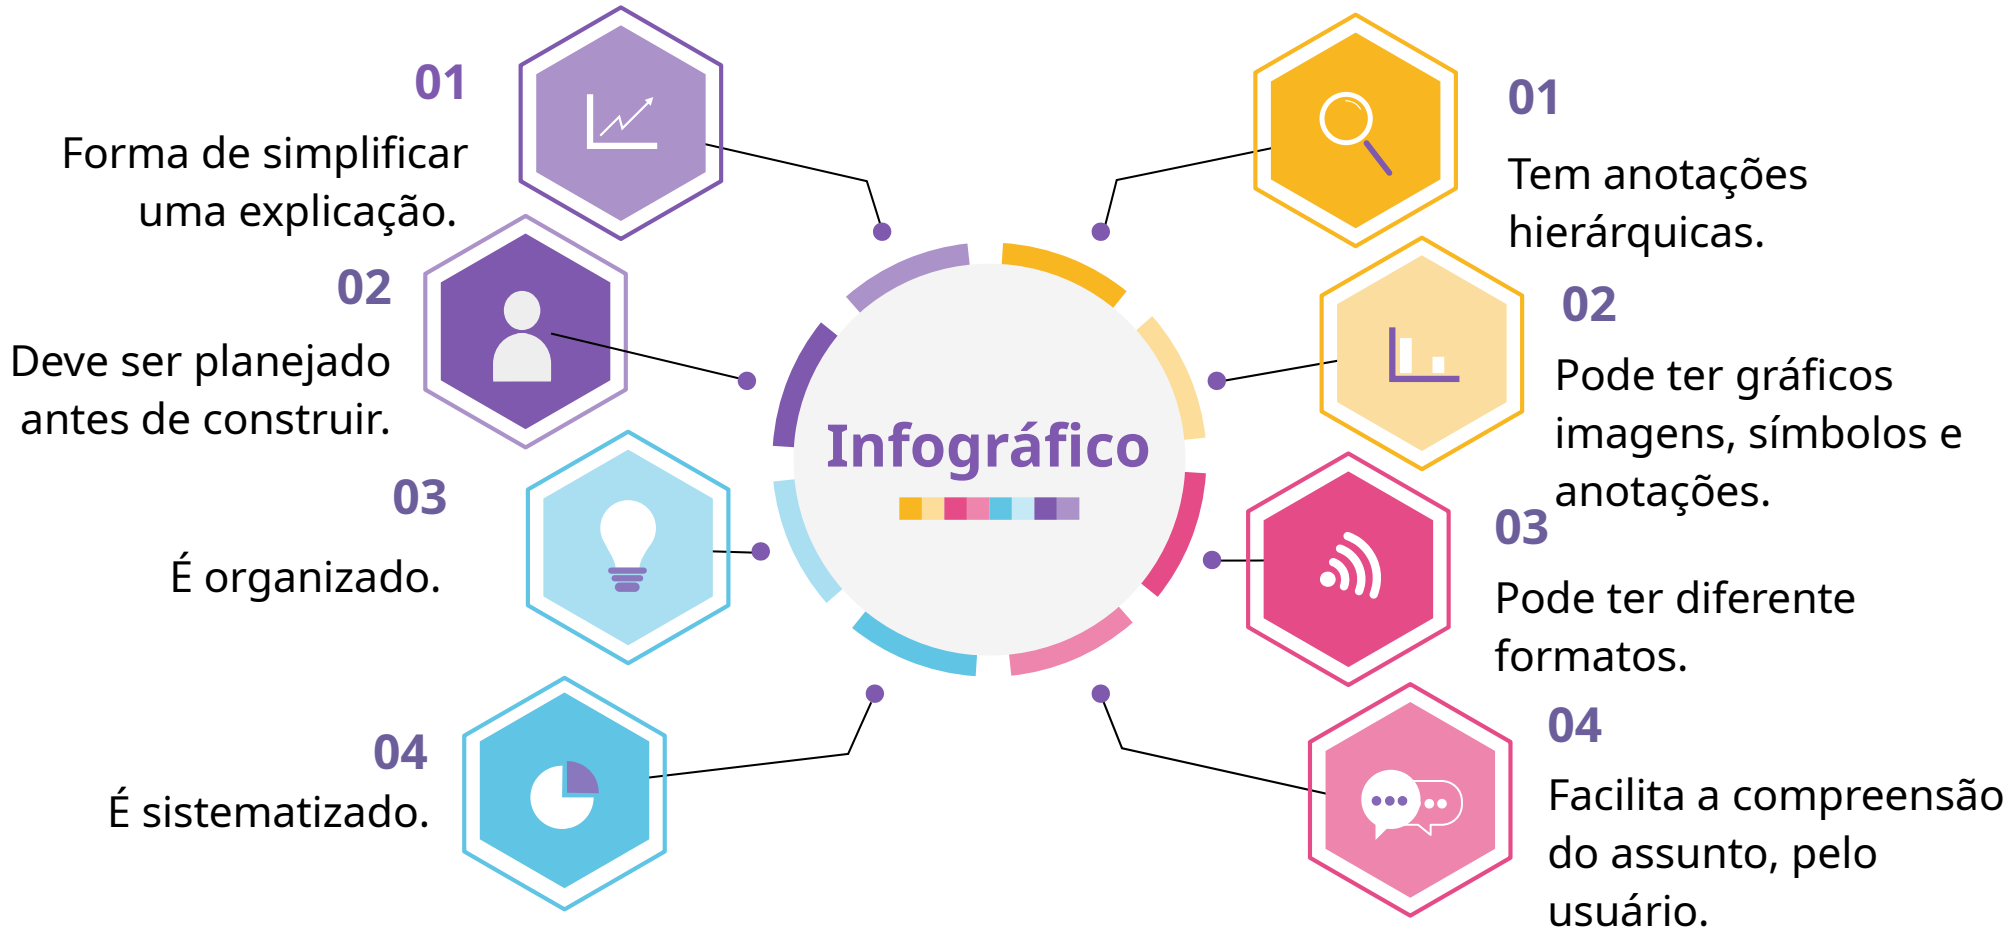 01
Forma de simplificar
uma explicação.
02
Deve ser planejado
antes de construir.
03
É organizado.
04
É sistematizado.
Infográfico
01
Tem anotações
hierárquicas.
02
Pode ter gráficos
imagens, símbolos e
anotações.
03
Pode ter diferente
formatos.
04
Facilita a compreensão
do assunto, pelo
usuário.